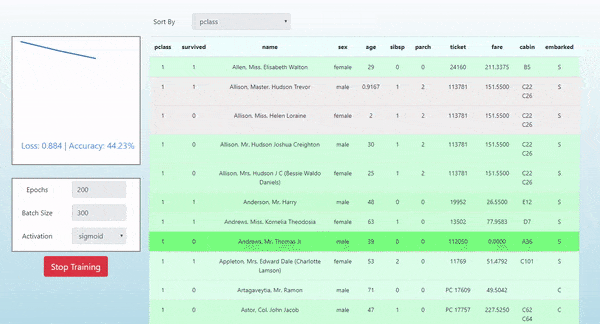 Sort By pclass
pclass survived name sex age sibsp parch ticket fare cabin embarked
1 1 Allen, Miss. Elisabeth Walton female 29 0 0 24160 211.3375 B5 S
1 1 Allison, Master. Hudson Trevor male 0.9167 1 2 113781 151.5500 C22 C26 S
1 0 Allison, Miss. Helen Loraine female 2 1 2 113781 151.5500 C22 C26 S
1 0 Allison, Mr. Hudson Joshua Creighton male 30 1 2 113781 151.5500 C22 C26 S
1 0 Allison, Mrs. Hudson J C (Bessie Waldo Daniels) female 25 1 2 113781 151.5500 C22 C26 S
1 1 Anderson, Mr. Harry male 48 0 0 19952 26.5500 E12 S
1 1 Andrews, Miss. Kornelia Theodosia female 63 1 0 13502 77.9583 D7 S
1 0 Andrews, Mr. Thomas Jr male 39 0 0 112050 0.0000 A36 S
1 1 Appleton, Mrs. Edward Dale (Charlotte Lamson) female 53 2 0 11769 51.4792 C101 S
1 0 Artagaveytia, Mr. Ramon male 71 0 0 PC 17609 49.5042 C
1 0 Astor, Col. John Jacob male 47 1 0 PC 17757 227.5250 C62 C64 C
Loss: 0.884 | Accuracy: 44.23%
Epochs 200
Batch Size 300
Activation sigmoid
Stop Training